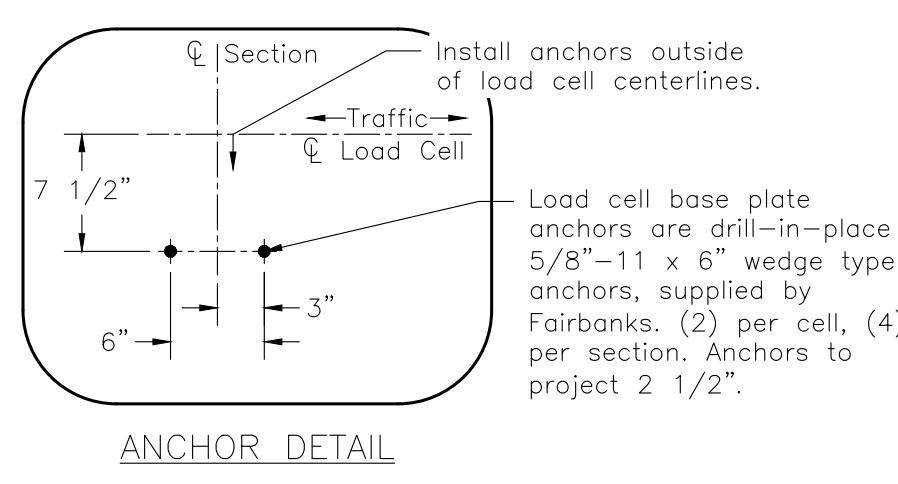 ℄ Section
Install anchors outside
of load cell centerlines.
Traffic
℄ Load Cell
7 1/2"
Load cell base plate
anchors are drill-in-place
5/8"-11 x 6" wedge type
anchors, supplied by
Fairbanks. (2) per cell, (4)
per section. Anchors to
project 2 1/2".
3"
6"
ANCHOR DETAIL